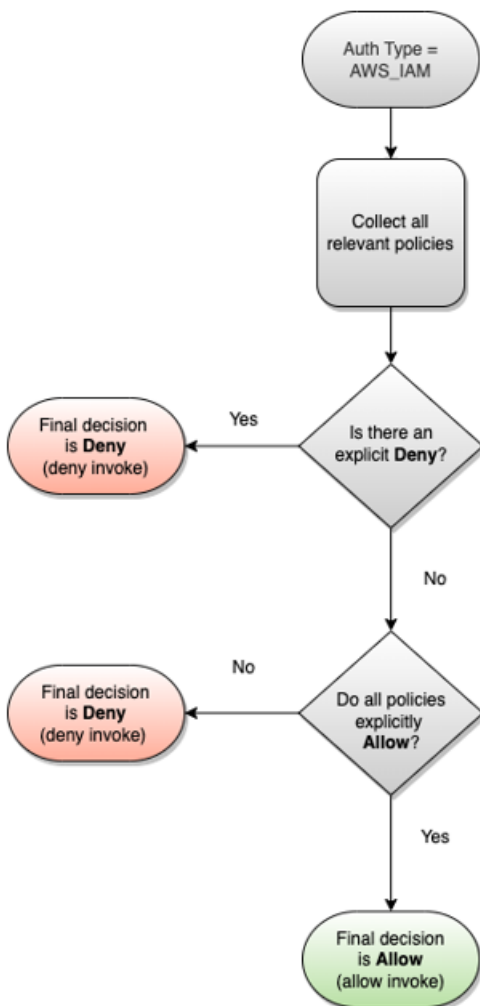 Auth Type =
AWS_IAM
Collect all
relevant policies
Is there an
explicit Deny?
Yes
Final decision
is Deny
(deny invoke)
No
Do all policies
explicitly
Allow?
No
Final decision
is Deny
(deny invoke)
Yes
Final decision
is Allow
(allow invoke)